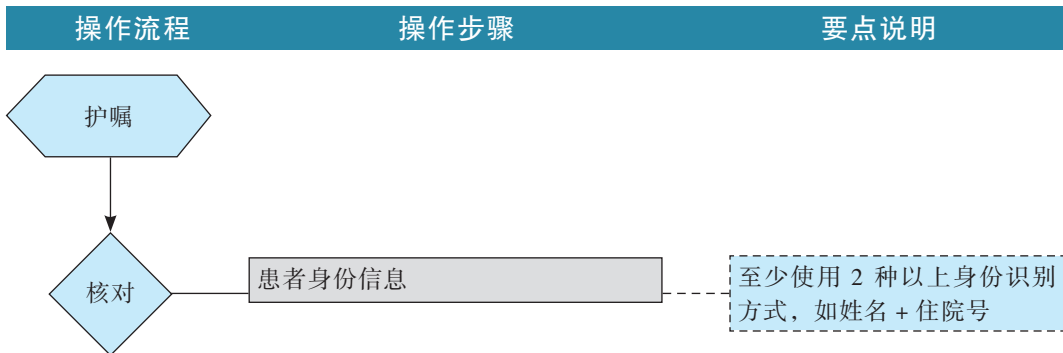 操作流程 操作步骤 要点说明
护嘱
核对
患者身份信息
至少使用 2 种以上身份识别
方式，如姓名 + 住院号